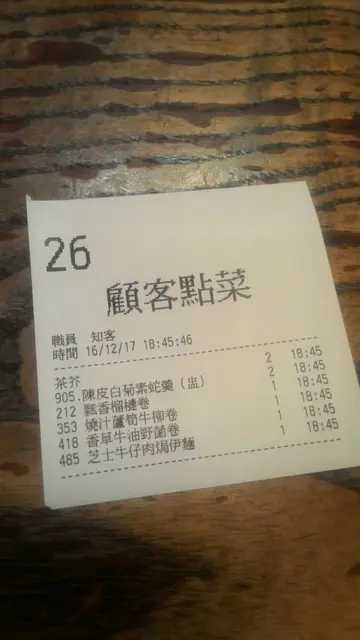 26
顧客點菜
職員 知客
時間 16/12/17 18:45:46
茶芥 2 18:45
905.陳皮白菊素蛇羹（盅） 2 18:45
212 飄香榴槤卷 1 18:45
353 燒汁蘆筍牛柳卷 1 18:45
418 香草牛油野菌卷 1 18:45
485 芝士牛仔肉焗伊麵 1 18:45